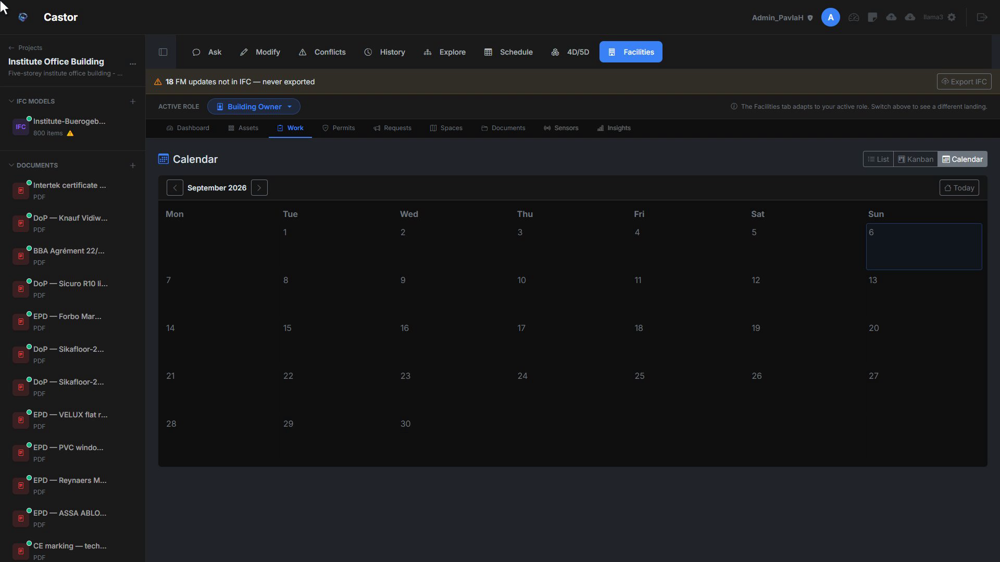 Castor
Admin_PavlaH
A
llama3
Projects
Institute Office Building
...
Five-storey institute office building - ...
IFC MODELS
IFC
Institute-Buerogeb...
800 items
DOCUMENTS
Intertek certificate ...
PDF
DoP — Knauf Vidiw...
PDF
BBA Agrément 22/...
PDF
DoP — Sicuro R10 li...
PDF
EPD — Forbo Mar...
PDF
DoP — Sikafloor-2...
PDF
DoP — Sikafloor-2...
PDF
EPD — VELUX flat r...
PDF
EPD — PVC windo...
PDF
EPD — Reynaers M...
PDF
EPD — ASSA ABLO...
PDF
CE marking — tech...
PDF
Ask Modify Conflicts History Explore Schedule 4D/5D Facilities
18 FM updates not in IFC — never exported
Export IFC
ACTIVE ROLE Building Owner
The Facilities tab adapts to your active role. Switch above to see a different landing.
Dashboard Assets Work Permits Requests Spaces Documents Sensors Insights
Calendar
List Kanban Calendar
September 2026
Today
Mon Tue Wed Thu Fri Sat Sun
1 2 3 4 5 6
7 8 9 10 11 12 13
14 15 16 17 18 19 20
21 22 23 24 25 26 27
28 29 30